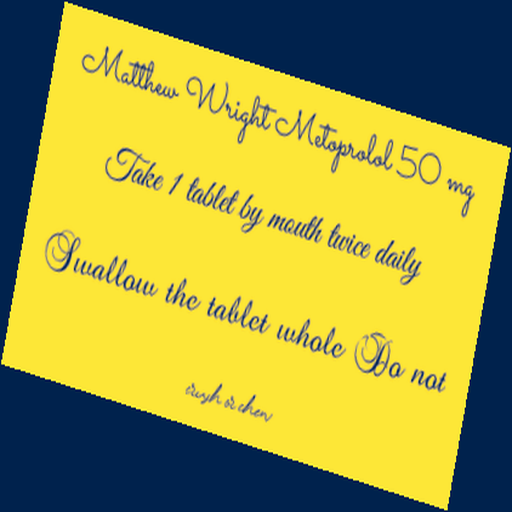 Matthew Wright Metoprolol 50 mg
Take 1 tablet by mouth twice daily
Swallow the tablet whole Do not
crush or chew